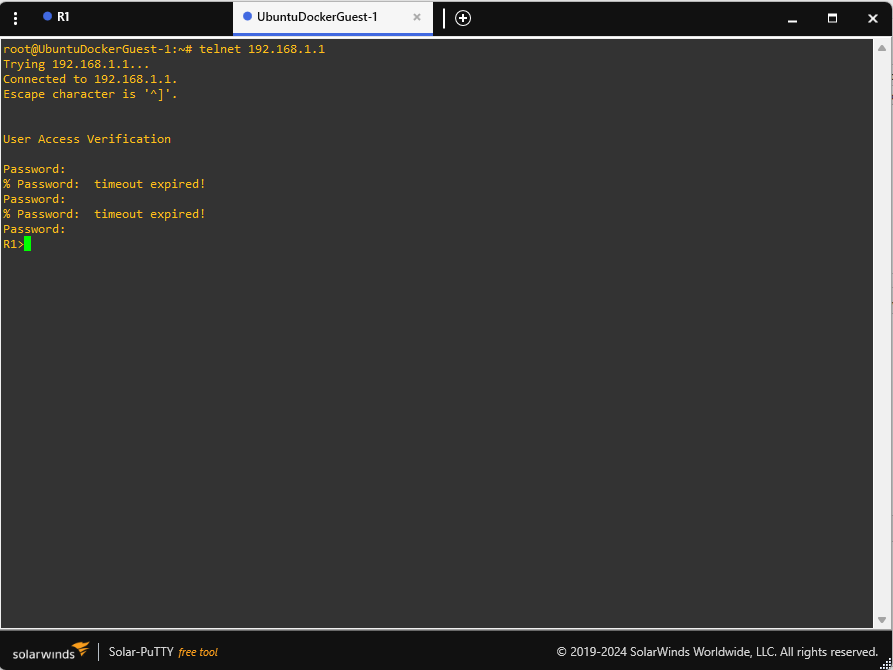 R1
UbuntuDockerGuest-1
root@UbuntuDockerGuest-1:~# telnet 192.168.1.1
Trying 192.168.1.1...
Connected to 192.168.1.1.
Escape character is '^]'.
User Access Verification
Password:
% Password:  timeout expired!
Password:
% Password:  timeout expired!
Password:
R1>
solarwinds
Solar-PuTTY free tool
© 2019-2024 SolarWinds Worldwide, LLC. All rights reserved.